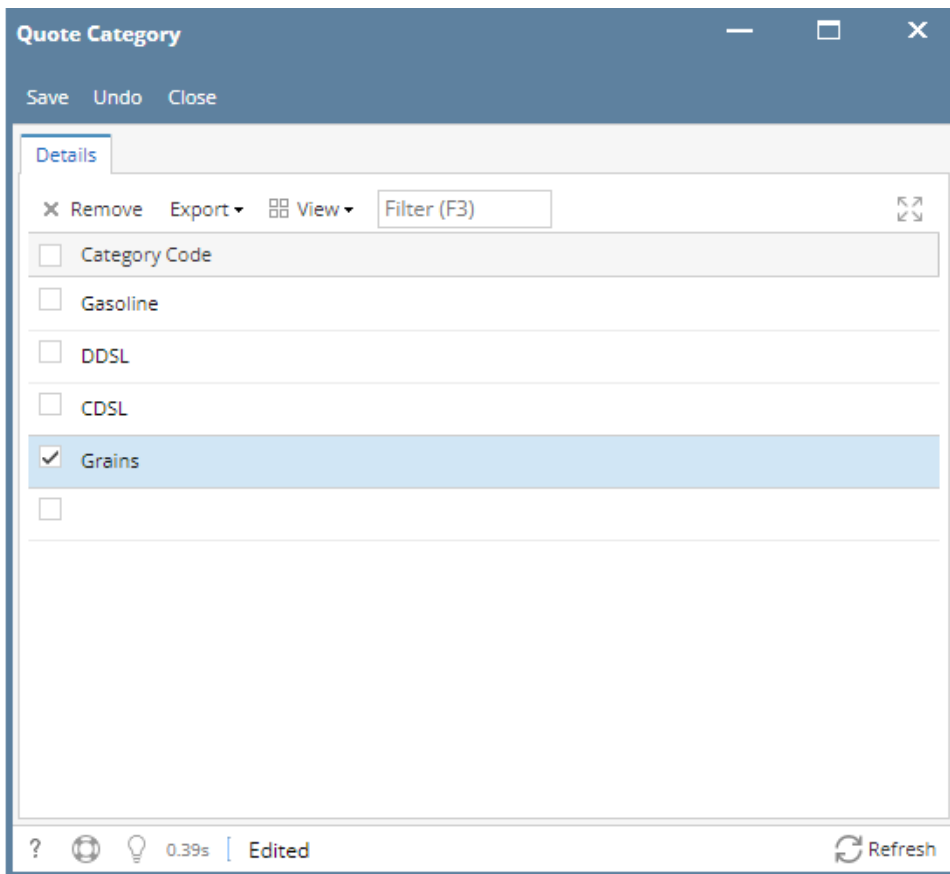 Quote Category
Save Undo Close
Details
Remove Export View Filter (F3)
Category Code
Gasoline
DDSL
CDSL
Grains
? 0.39s Edited Refresh